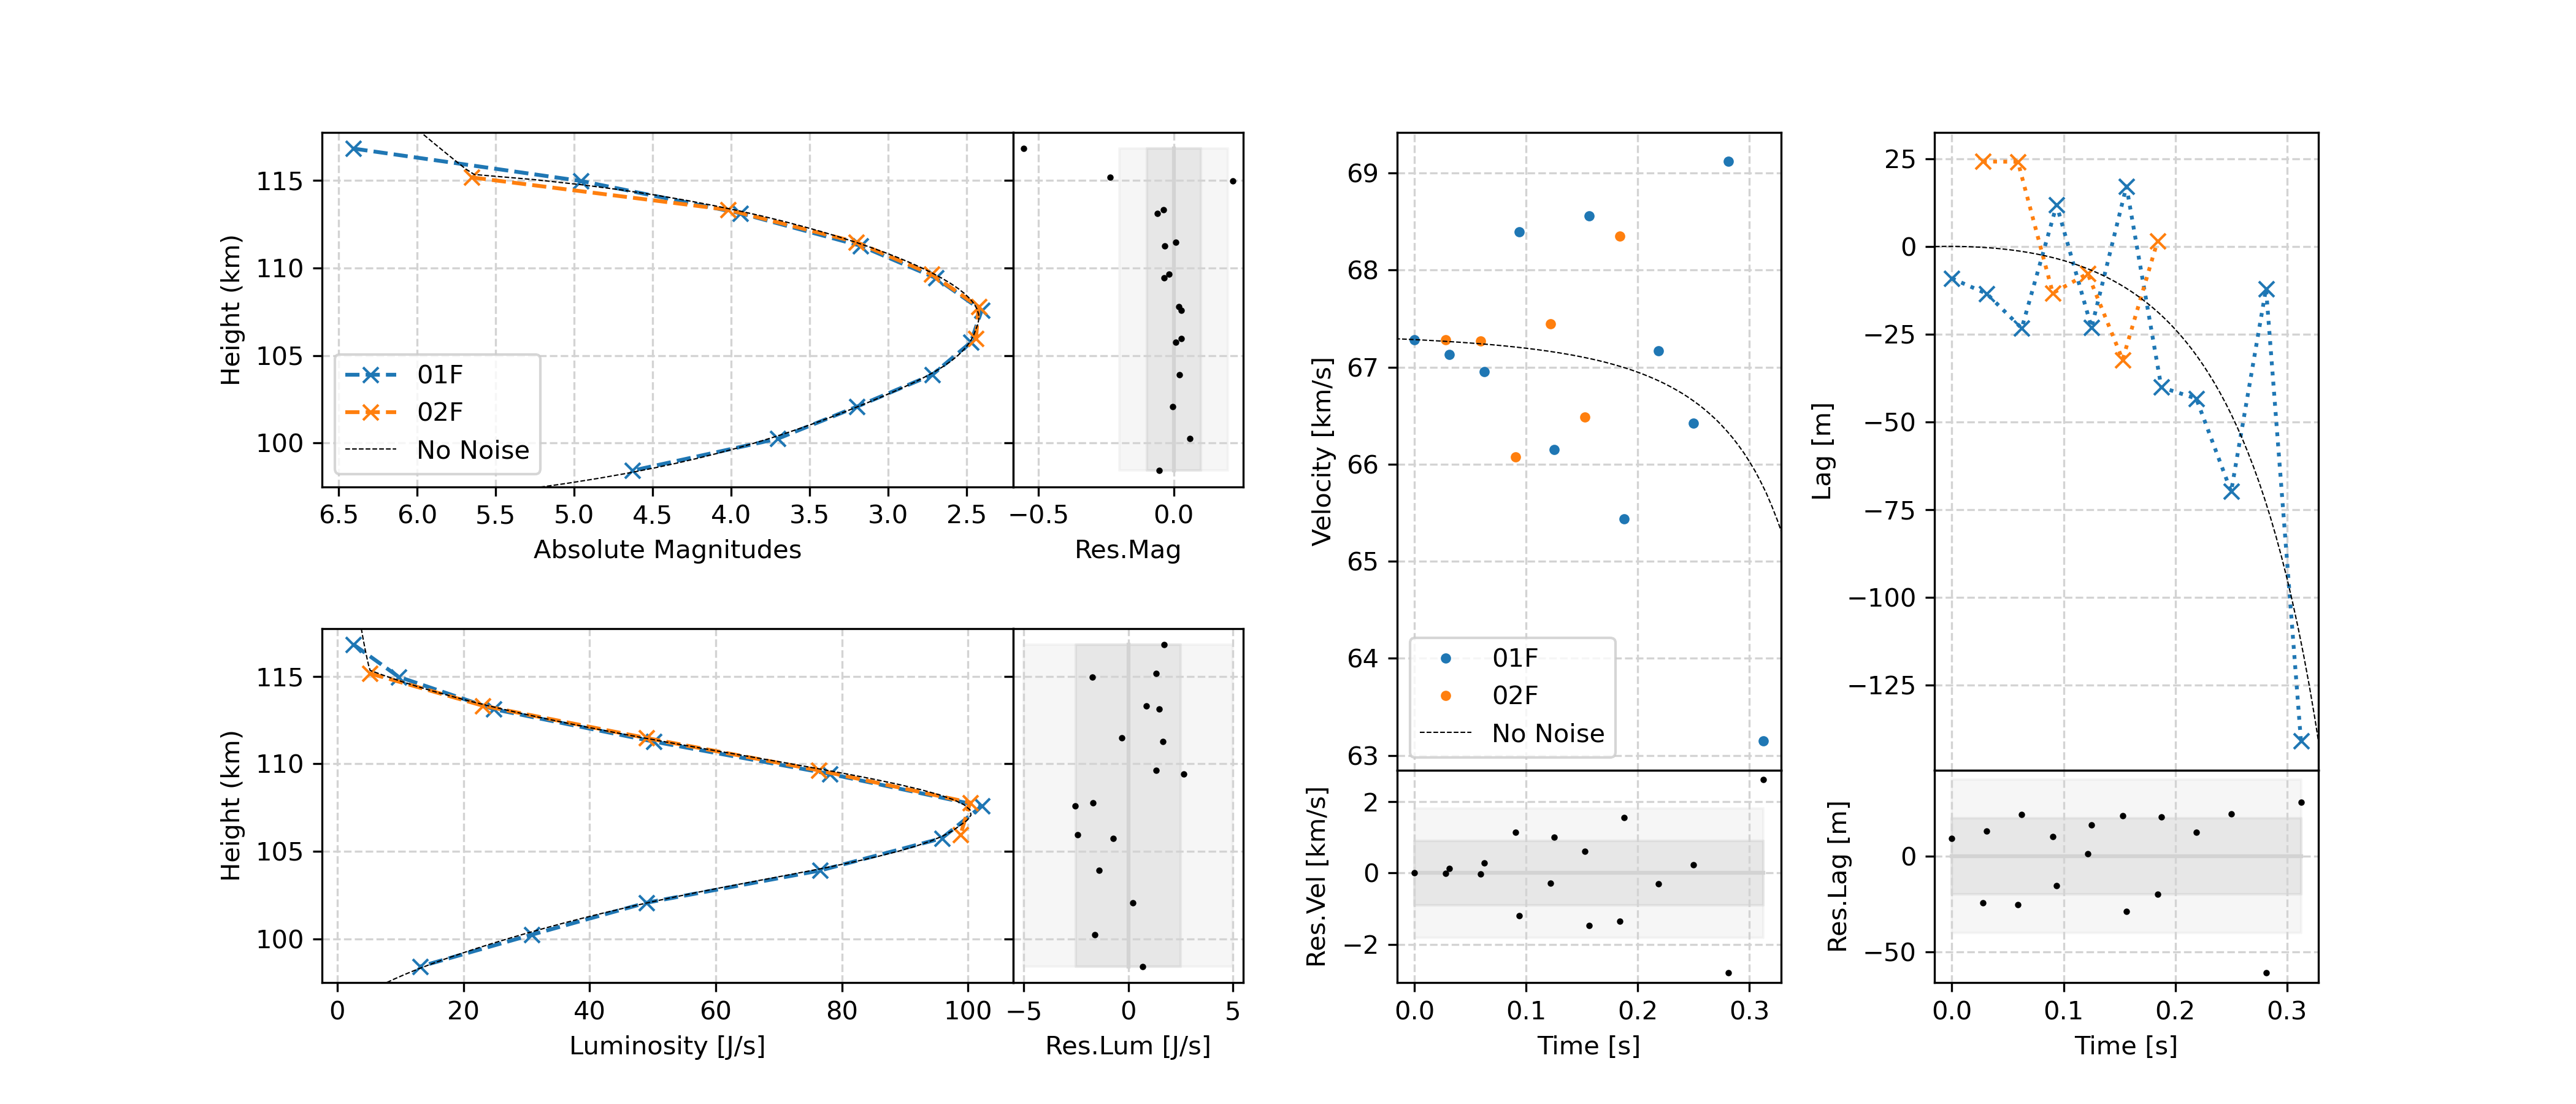 115
110
105
100
Height (km)
01F
02F
No Noise
6.5 6.0 5.5 5.0 4.5 4.0 3.5 3.0 2.5
Absolute Magnitudes
−0.5 0.0
Res.Mag
115
110
105
100
Height (km)
0 20 40 60 80 100
Luminosity [J/s]
−5 0 5
Res.Lum [J/s]
69
68
67
66
65
64
63
Velocity [km/s]
01F
02F
No Noise
2
0
−2
Res.Vel [km/s]
0.0 0.1 0.2 0.3
Time [s]
25
0
−25
−50
−75
−100
−125
Lag [m]
0
−50
Res.Lag [m]
0.0 0.1 0.2 0.3
Time [s]